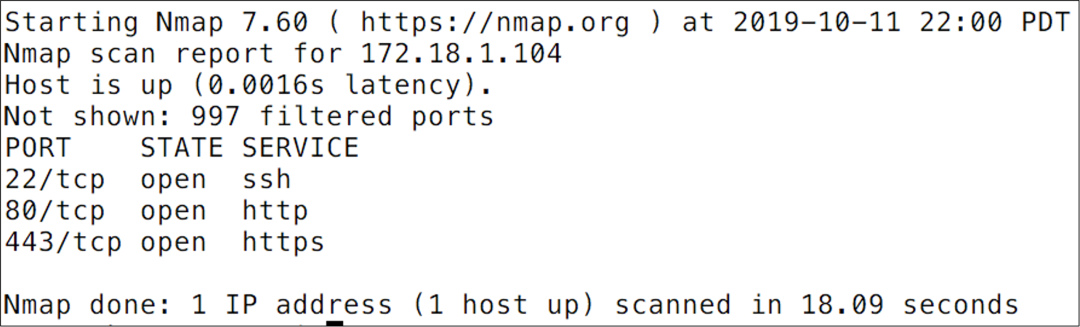 Starting Nmap 7.60 ( https://nmap.org ) at 2019-10-11 22:00 PDT
Nmap scan report for 172.18.1.104
Host is up (0.0016s latency).
Not shown: 997 filtered ports
PORT    STATE SERVICE
22/tcp  open  ssh
80/tcp  open  http
443/tcp open  https

Nmap done: 1 IP address (1 host up) scanned in 18.09 seconds